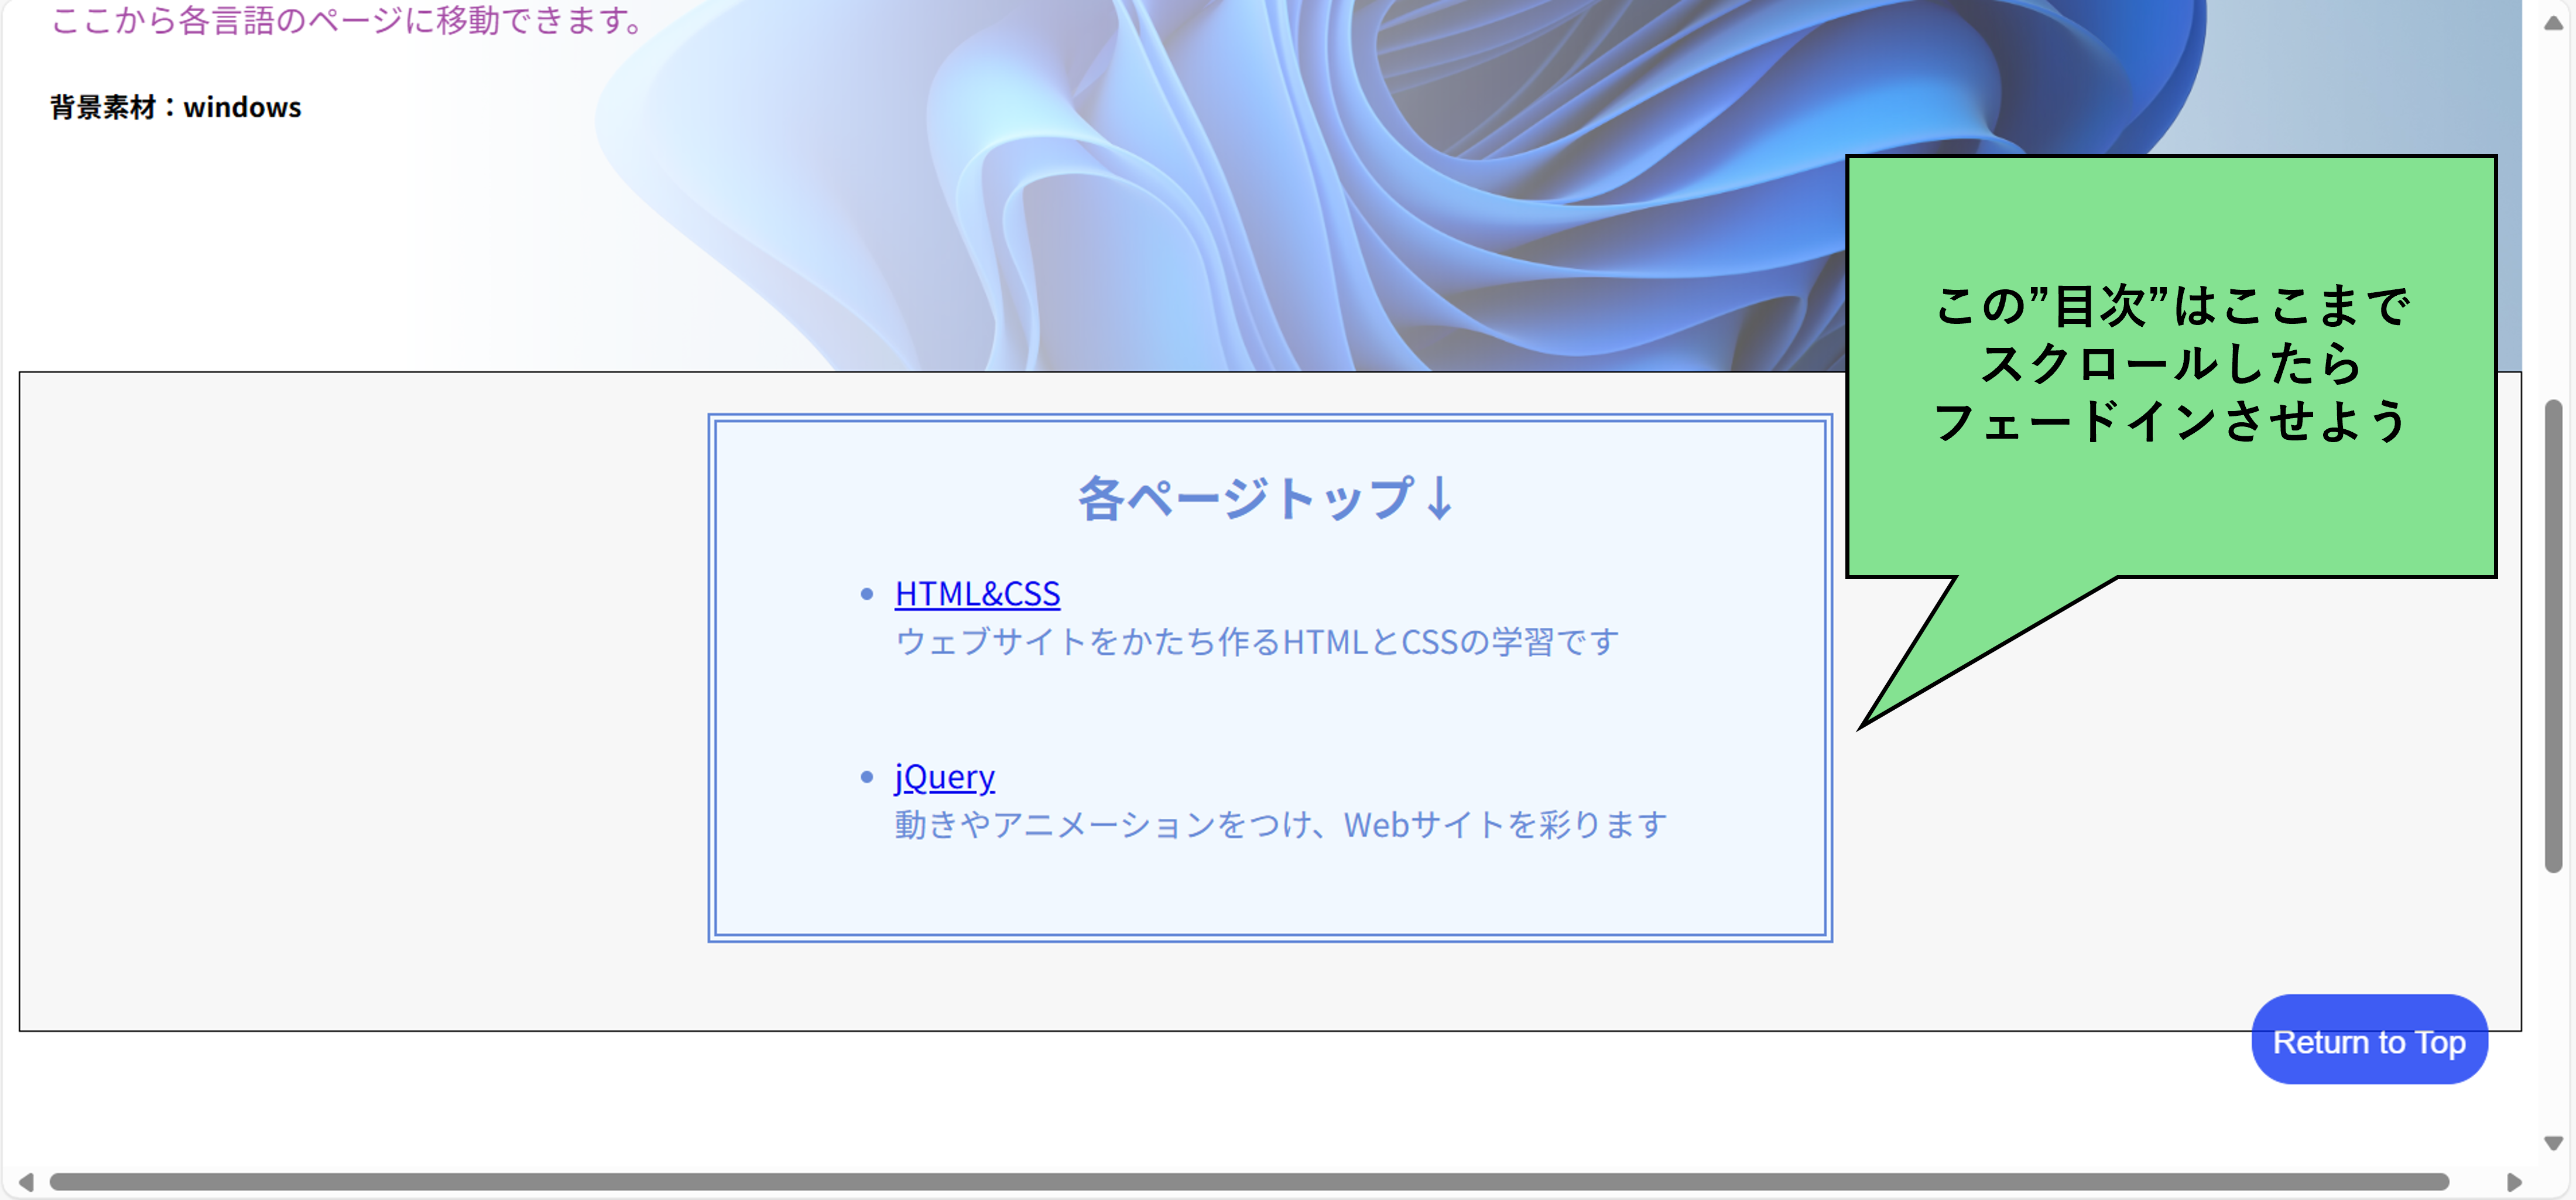 ここから各言語のページに移動できます。
背景素材：windows
この”目次”はここまで
スクロールしたら
フェードインさせよう
各ページトップ↓
HTML&CSS
ウェブサイトをかたち作るHTMLとCSSの学習です
jQuery
動きやアニメーションをつけ、Webサイトを彩ります
Return to Top